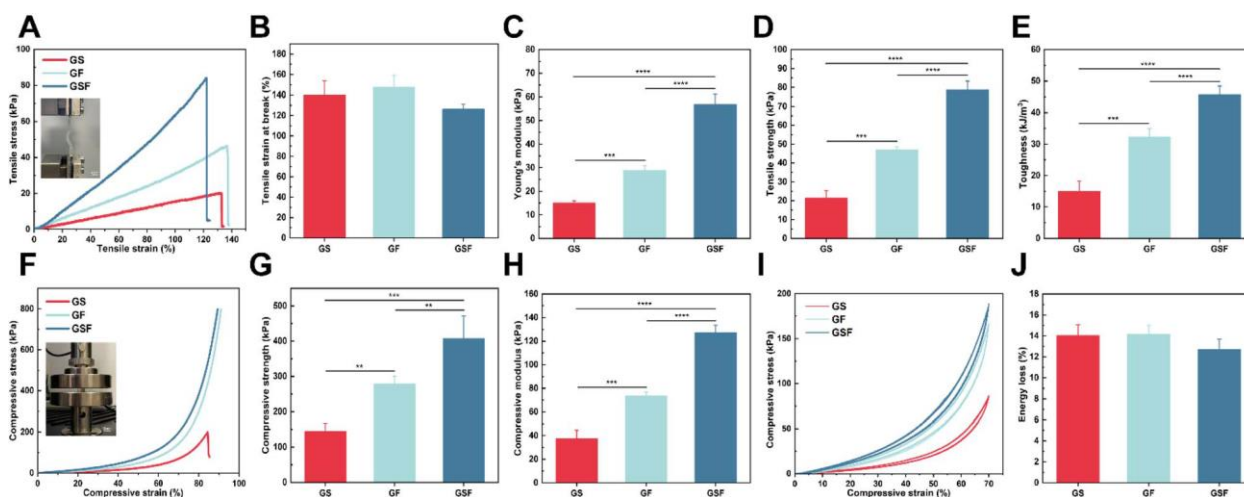 A
Tensile stress (kPa)
100
80
60
40
20
0
GS
GF
GSF
0 20 40 60 80 100 120 140
Tensile strain (%)
B
Tensile strain at break (%)
200
180
160
140
120
100
80
60
40
20
0
GS GF GSF
C
Young's modulus (kPa)
80
70
60
50
40
30
20
10
0
****
****
***
GS GF GSF
D
Tensile strength (kPa)
100
90
80
70
60
50
40
30
20
10
0
****
****
***
GS GF GSF
E
Toughness (kJ/m³)
60
50
40
30
20
10
0
****
****
***
GS GF GSF
F
Compressive stress (kPa)
800
600
400
200
0
GS
GF
GSF
0 20 40 60 80 100
Compressive strain (%)
G
Compressive strength (kPa)
500
400
300
200
100
0
***
**
**
GS GF GSF
H
Compressive modulus (kPa)
160
140
120
100
80
60
40
20
0
****
****
***
GS GF GSF
I
Compressive stress (kPa)
200
150
100
50
0
GS
GF
GSF
0 10 20 30 40 50 60 70
Compressive strain (%)
J
Energy loss (%)
18
16
14
12
10
8
6
4
2
0
GS GF GSF